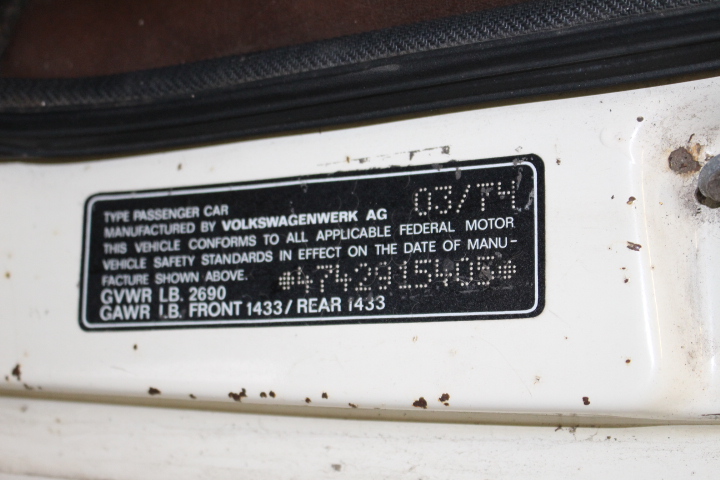 TYPE PASSENGER CAR 03/74
MANUFACTURED BY VOLKSWAGENWERK AG
THIS VEHICLE CONFORMS TO ALL APPLICABLE FEDERAL MOTOR
VEHICLE SAFETY STANDARDS IN EFFECT ON THE DATE OF MANU-
FACTURE SHOWN ABOVE.
GVWR LB. 2690
GAWR LB. FRONT 1433/ REAR 1433